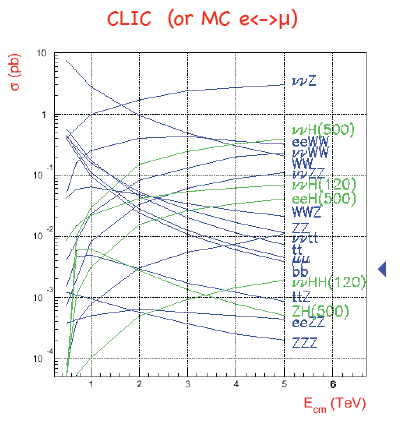 CLIC (or MC e<->μ)
σ (pb)
10
1
10⁻¹
10⁻²
10⁻³
10⁻⁴
ννZ
ννH(500)
eeWW
ννWW
WW
ννZZ
ννH(120)
eeH(500)
WWZ
ZZ
ννtt
tt
μμ
bb
ννHH(120)
ttZ
ZH(500)
eeZZ
ZZZ
1 2 3 4 5 6
E_cm (TeV)